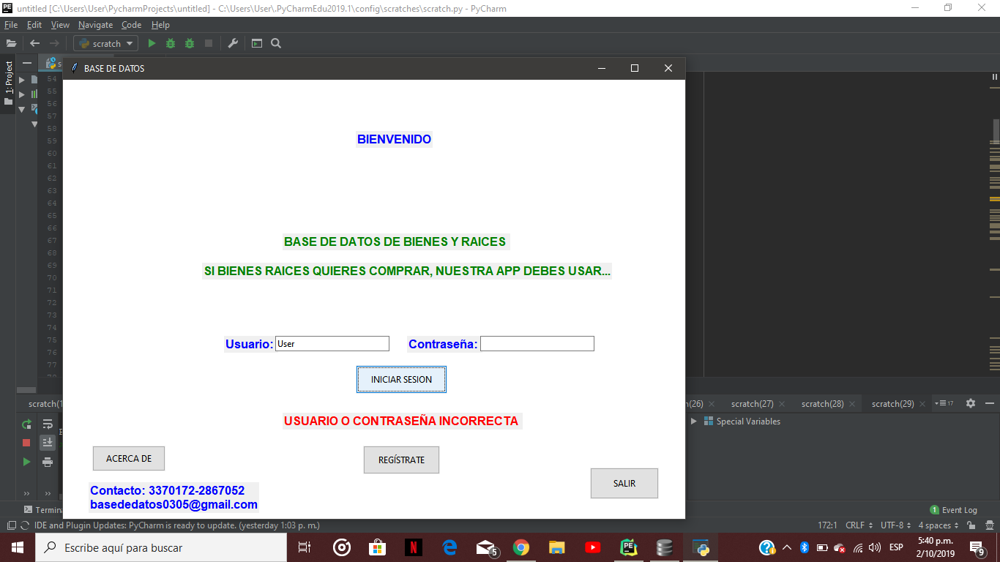 untitled [C:\Users\User\PycharmProjects\untitled] - C:\Users\User\.PyCharmEdu2019.1\config\scratches\scratch.py - PyCharm
File Edit View Navigate Code Help
scratch
1: Project
BASE DE DATOS
54
55
56
57
58
59
60
61
62
63
64
65
66
67
68
69
70
71
72
73
74
75
76
77
78
BIENVENIDO
BASE DE DATOS DE BIENES Y RAICES
SI BIENES RAICES QUIERES COMPRAR, NUESTRA APP DEBES USAR...
Usuario: User Contraseña:
INICIAR SESION
USUARIO O CONTRASEÑA INCORRECTA
ACERCA DE REGÍSTRATE
SALIR
Contacto: 3370172-2867052
basededatos0305@gmail.com
scratch(1 (26) scratch(27) scratch(28) scratch(29) 17
Special Variables
Termin 1 Event Log
IDE and Plugin Updates: PyCharm is ready to update. (yesterday 1:03 p. m.) 172:1 CRLF UTF-8 4 spaces
Escribe aquí para buscar 5 ESP 5:40 p.m.
2/10/2019 9